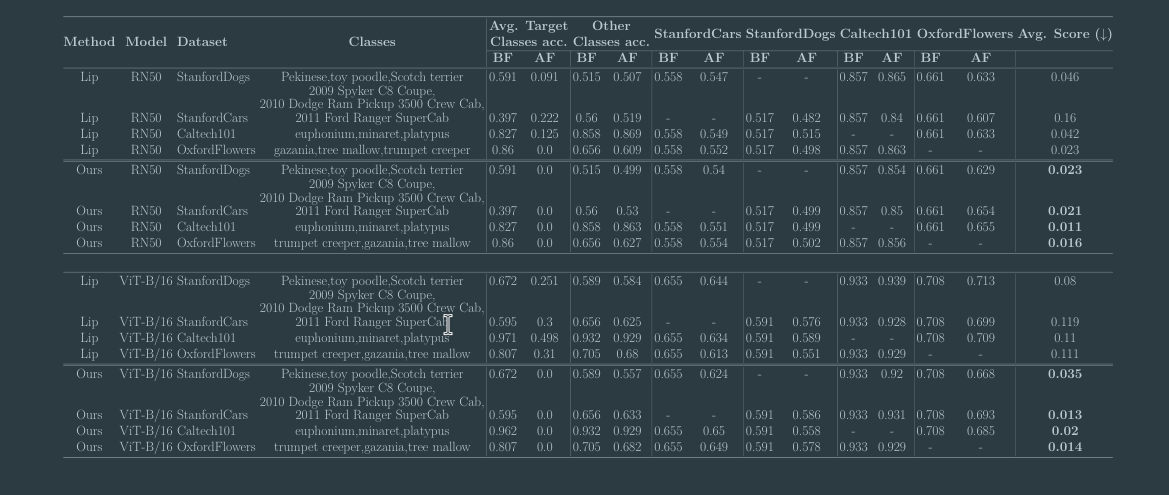 Avg. Target Other
Method Model Dataset Classes Classes acc. Classes acc. StanfordCars StanfordDogs Caltech101 OxfordFlowers Avg. Score (↓)
BF AF BF AF BF AF BF AF BF AF BF AF
Lip RN50 StanfordDogs Pekinese,toy poodle,Scotch terrier 0.591 0.091 0.515 0.507 0.558 0.547 - - 0.857 0.865 0.661 0.633 0.046
2009 Spyker C8 Coupe,
2010 Dodge Ram Pickup 3500 Crew Cab,
Lip RN50 StanfordCars 2011 Ford Ranger SuperCab 0.397 0.222 0.56 0.519 - - 0.517 0.482 0.857 0.84 0.661 0.607 0.16
Lip RN50 Caltech101 euphonium,minaret,platypus 0.827 0.125 0.858 0.869 0.558 0.549 0.517 0.515 - - 0.661 0.633 0.042
Lip RN50 OxfordFlowers gazania,tree mallow,trumpet creeper 0.86 0.0 0.656 0.609 0.558 0.552 0.517 0.498 0.857 0.863 - - 0.023
Ours RN50 StanfordDogs Pekinese,toy poodle,Scotch terrier 0.591 0.0 0.515 0.499 0.558 0.54 - - 0.857 0.854 0.661 0.629 0.023
2009 Spyker C8 Coupe,
2010 Dodge Ram Pickup 3500 Crew Cab,
Ours RN50 StanfordCars 2011 Ford Ranger SuperCab 0.397 0.0 0.56 0.53 - - 0.517 0.499 0.857 0.85 0.661 0.654 0.021
Ours RN50 Caltech101 euphonium,minaret,platypus 0.827 0.0 0.858 0.863 0.558 0.551 0.517 0.499 - - 0.661 0.655 0.011
Ours RN50 OxfordFlowers trumpet creeper,gazania,tree mallow 0.86 0.0 0.656 0.627 0.558 0.554 0.517 0.502 0.857 0.856 - - 0.016
Lip ViT-B/16 StanfordDogs Pekinese,toy poodle,Scotch terrier 0.672 0.251 0.589 0.584 0.655 0.644 - - 0.933 0.939 0.708 0.713 0.08
2009 Spyker C8 Coupe,
2010 Dodge Ram Pickup 3500 Crew Cab,
Lip ViT-B/16 StanfordCars 2011 Ford Ranger SuperCab 0.595 0.3 0.656 0.625 - - 0.591 0.576 0.933 0.928 0.708 0.699 0.119
Lip ViT-B/16 Caltech101 euphonium,minaret,platypus 0.971 0.498 0.932 0.929 0.655 0.634 0.591 0.589 - - 0.708 0.709 0.11
Lip ViT-B/16 OxfordFlowers trumpet creeper,gazania,tree mallow 0.807 0.31 0.705 0.68 0.655 0.613 0.591 0.551 0.933 0.929 - - 0.111
Ours ViT-B/16 StanfordDogs Pekinese,toy poodle,Scotch terrier 0.672 0.0 0.589 0.557 0.655 0.624 - - 0.933 0.92 0.708 0.668 0.035
2009 Spyker C8 Coupe,
2010 Dodge Ram Pickup 3500 Crew Cab,
Ours ViT-B/16 StanfordCars 2011 Ford Ranger SuperCab 0.595 0.0 0.656 0.633 - - 0.591 0.586 0.933 0.931 0.708 0.693 0.013
Ours ViT-B/16 Caltech101 euphonium,minaret,platypus 0.962 0.0 0.932 0.929 0.655 0.65 0.591 0.558 - - 0.708 0.685 0.02
Ours ViT-B/16 OxfordFlowers trumpet creeper,gazania,tree mallow 0.807 0.0 0.705 0.682 0.655 0.649 0.591 0.578 0.933 0.929 - - 0.014